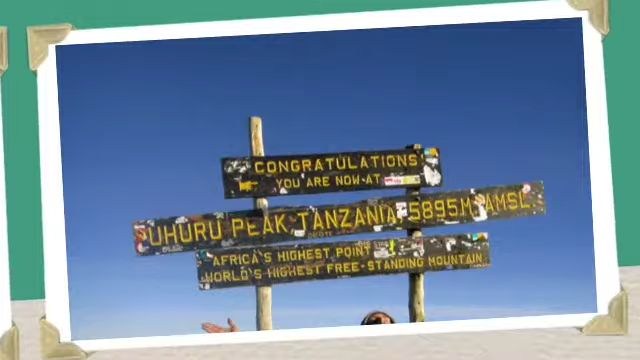 CONGRATULATIONS
YOU ARE NOW AT
UHURU PEAK TANZANIA 5895M AMSL
AFRICA'S HIGHEST POINT
WORLD'S HIGHEST FREE-STANDING MOUNTAIN